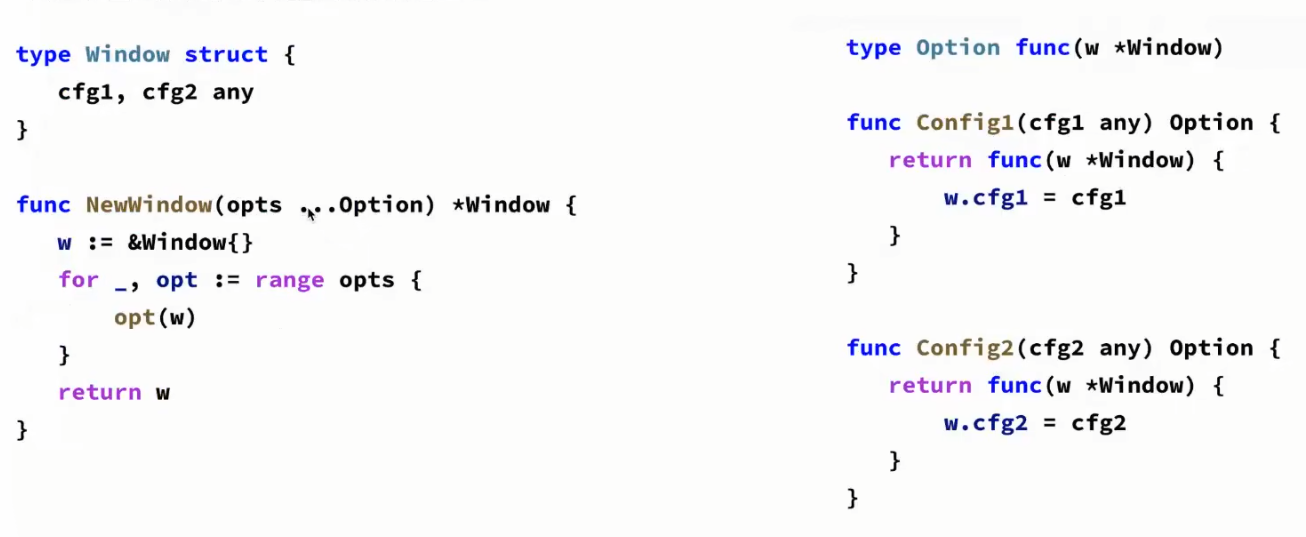 type Window struct {
cfg1, cfg2 any
}
func NewWindow(opts ...Option) *Window {
w := &Window{}
for _, opt := range opts {
opt(w)
}
return w
}
type Option func(w *Window)
func Config1(cfg1 any) Option {
return func(w *Window) {
w.cfg1 = cfg1
}
}
func Config2(cfg2 any) Option {
return func(w *Window) {
w.cfg2 = cfg2
}
}